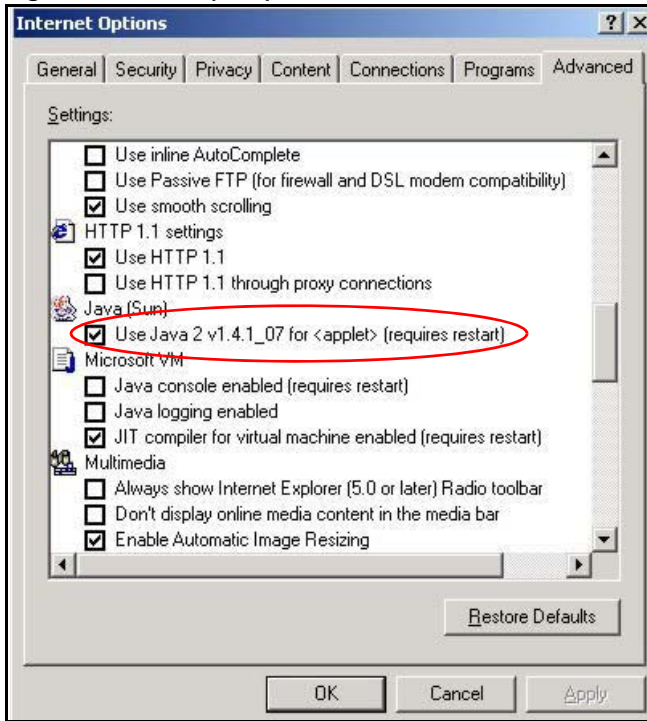 Internet Options
General Security Privacy Content Connections Programs Advanced
Settings:
Use inline AutoComplete
Use Passive FTP (for firewall and DSL modem compatibility)
Use smooth scrolling
HTTP 1.1 settings
Use HTTP 1.1
Use HTTP 1.1 through proxy connections
Java (Sun)
Use Java 2 v1.4.1_07 for <applet> (requires restart)
Microsoft VM
Java console enabled (requires restart)
Java logging enabled
JIT compiler for virtual machine enabled (requires restart)
Multimedia
Always show Internet Explorer (5.0 or later) Radio toolbar
Don't display online media content in the media bar
Enable Automatic Image Resizing
Restore Defaults
OK Cancel Apply